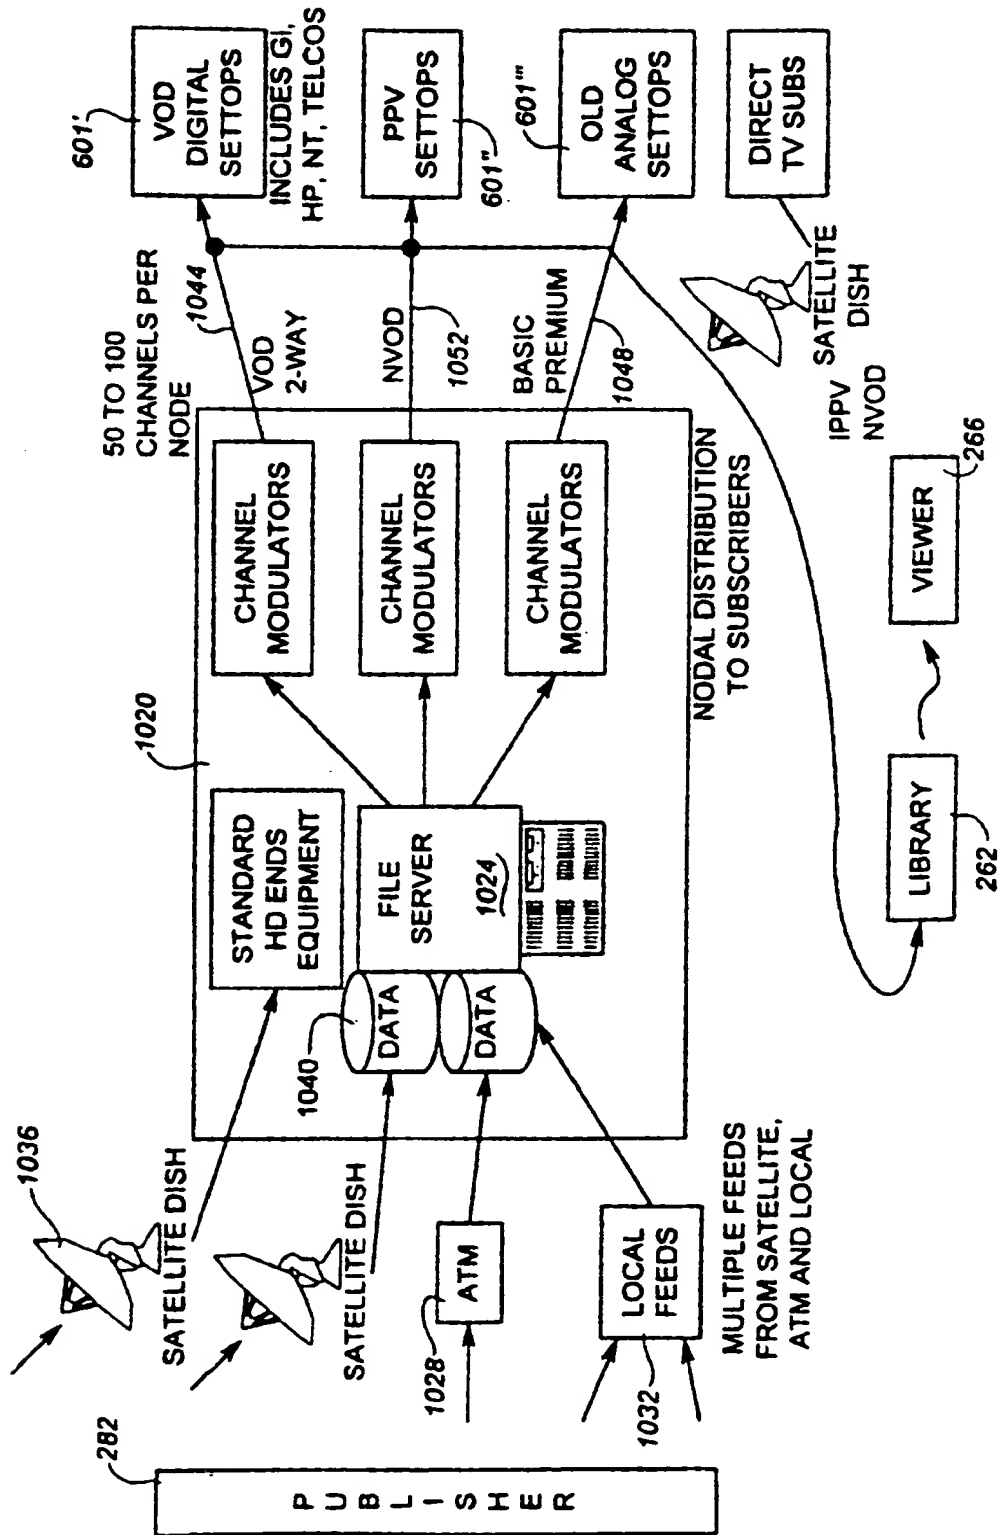 282
PUBLISHER
1036
SATELLITE DISH
SATELLITE DISH
1028
ATM
LOCAL
FEEDS
1032
MULTIPLE FEEDS
FROM SATELLITE,
ATM AND LOCAL
1020
STANDARD
HD ENDS
EQUIPMENT
1040
DATA
DATA
FILE
SERVER
1024
CHANNEL
MODULATORS
CHANNEL
MODULATORS
CHANNEL
MODULATORS
NODAL DISTRIBUTION
TO SUBSCRIBERS
50 TO 100
CHANNELS PER
NODE
1044
VOD
2-WAY
NVOD
1052
BASIC
PREMIUM
1048
601'
VOD
DIGITAL
SETTOPS
INCLUDES GI,
HP, NT, TELCOS
PPV
SETTOPS
601"
601'"
OLD
ANALOG
SETTOPS
DIRECT
TV SUBS
SATELLITE
DISH
IPPV
NVOD
LIBRARY
262
VIEWER
266